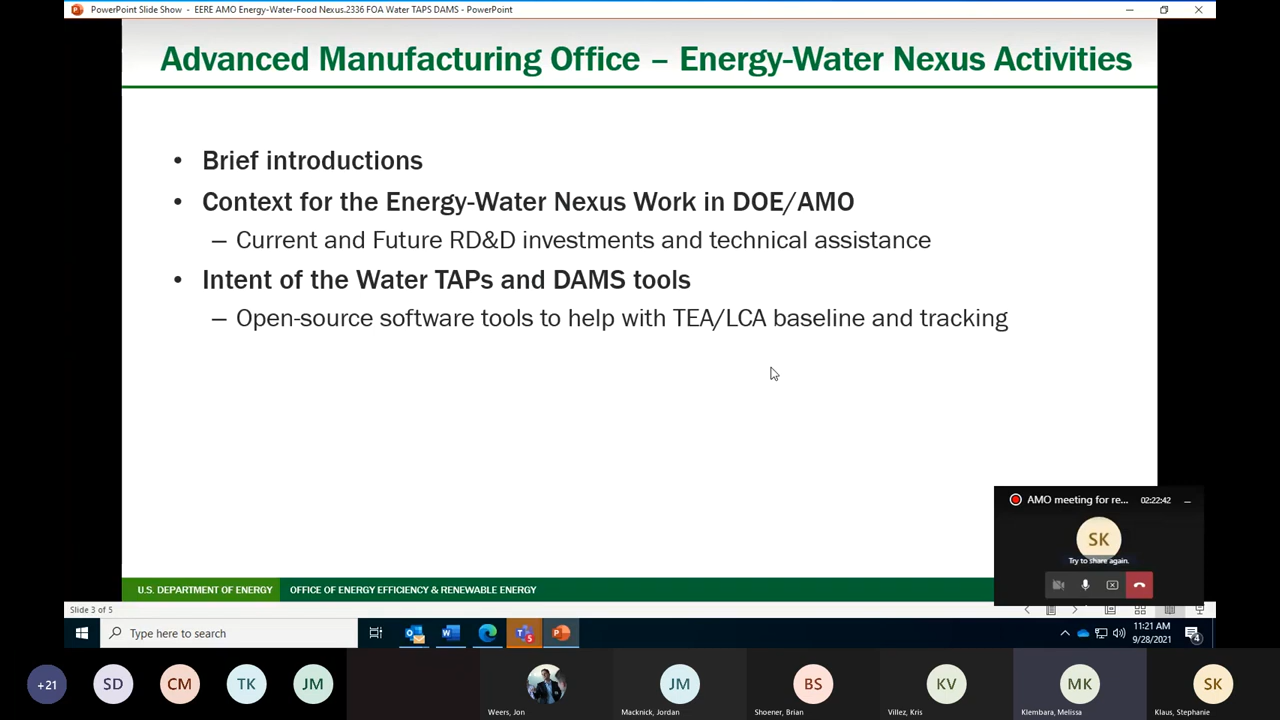 PowerPoint Slide Show - EERE AMO Energy-Water-Food Nexus.2336 FOA Water TAPS DAMS - PowerPoint
Advanced Manufacturing Office – Energy-Water Nexus Activities
• Brief introductions
• Context for the Energy-Water Nexus Work in DOE/AMO
– Current and Future RD&D investments and technical assistance
• Intent of the Water TAPs and DAMS tools
– Open-source software tools to help with TEA/LCA baseline and tracking
AMO meeting for re... 02:22:42
SK
Try to share again.
U.S. DEPARTMENT OF ENERGY OFFICE OF ENERGY EFFICIENCY & RENEWABLE ENERGY
Slide 3 of 5
Type here to search
11:21 AM
9/28/2021
4
+21 SD CM TK JM JM BS KV MK SK
Weers, Jon Macknick, Jordan Shoener, Brian Villez, Kris Klembara, Melissa Klaus, Stephanie